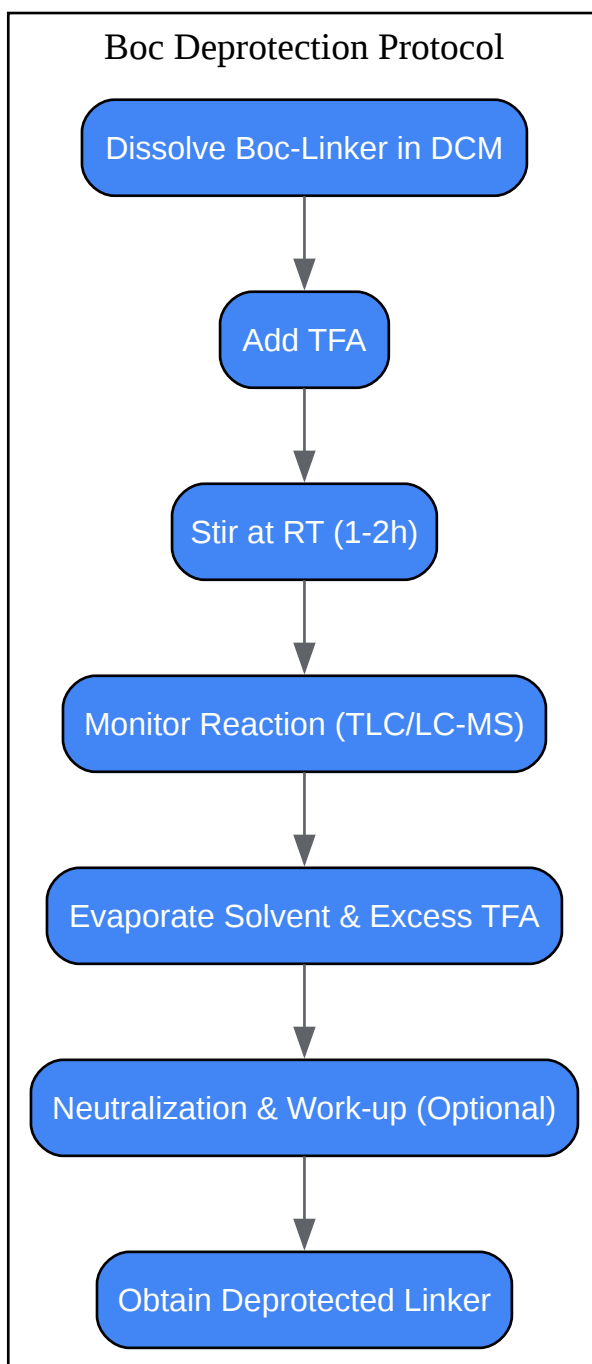 Boc Deprotection Protocol
Dissolve Boc-Linker in DCM
Add TFA
Stir at RT (1-2h)
Monitor Reaction (TLC/LC-MS)
Evaporate Solvent & Excess TFA
Neutralization & Work-up (Optional)
Obtain Deprotected Linker